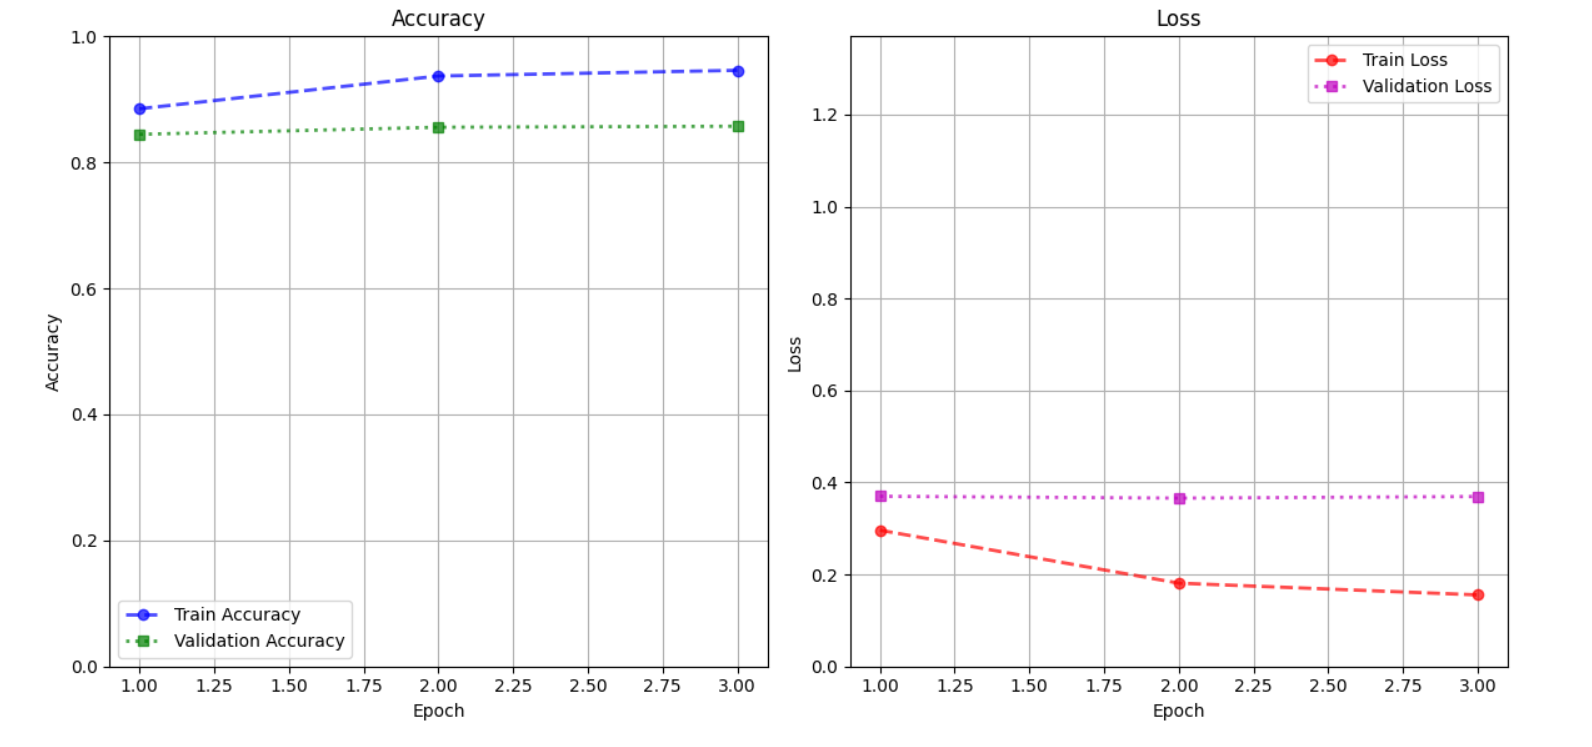 Accuracy
1.0
0.8
0.6
0.4
0.2
0.0
Accuracy
Train Accuracy
Validation Accuracy
1.00 1.25 1.50 1.75 2.00 2.25 2.50 2.75 3.00
Epoch
Loss
Train Loss
Validation Loss
1.2
1.0
0.8
0.6
0.4
0.2
0.0
Loss
1.00 1.25 1.50 1.75 2.00 2.25 2.50 2.75 3.00
Epoch